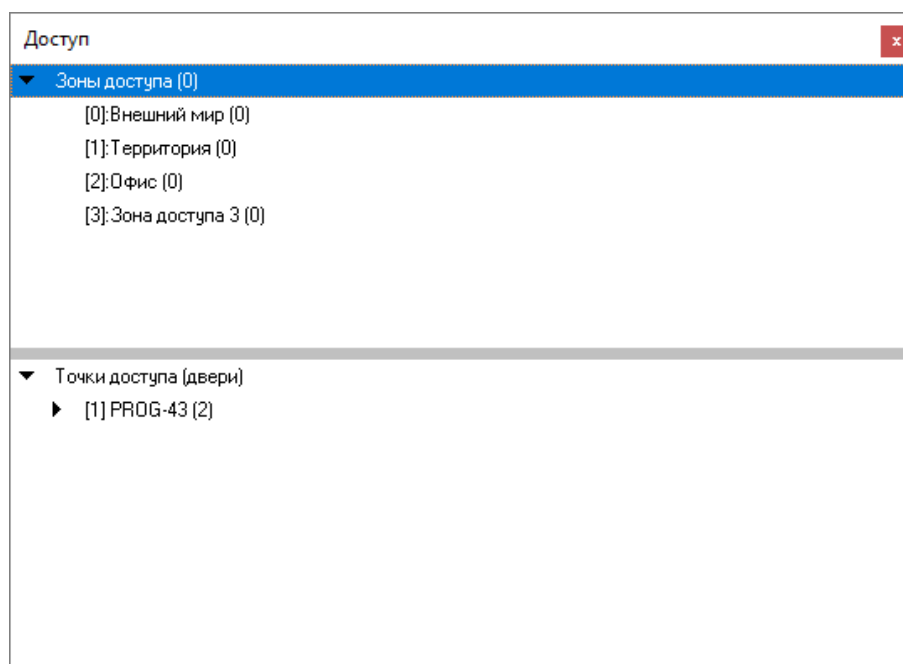 Доступ
x
Зоны доступа (0)
[0]:Внешний мир (0)
[1]:Территория (0)
[2]:Офис (0)
[3]:Зона доступа 3 (0)
Точки доступа (двери)
[1] PROG-43 (2)